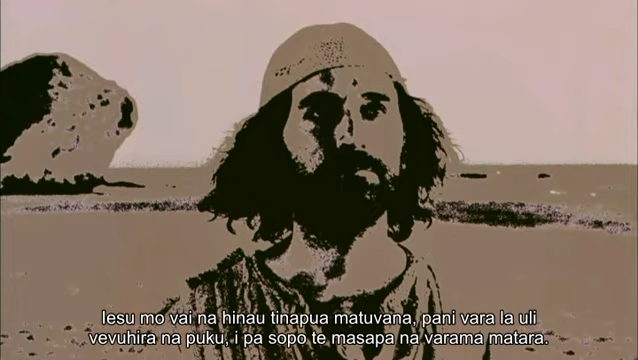 Iesu mo vai na hinau tinapua matuvana, pani vara la uli
vevuhira na puku, i pa sopo te masapa na varama matara.